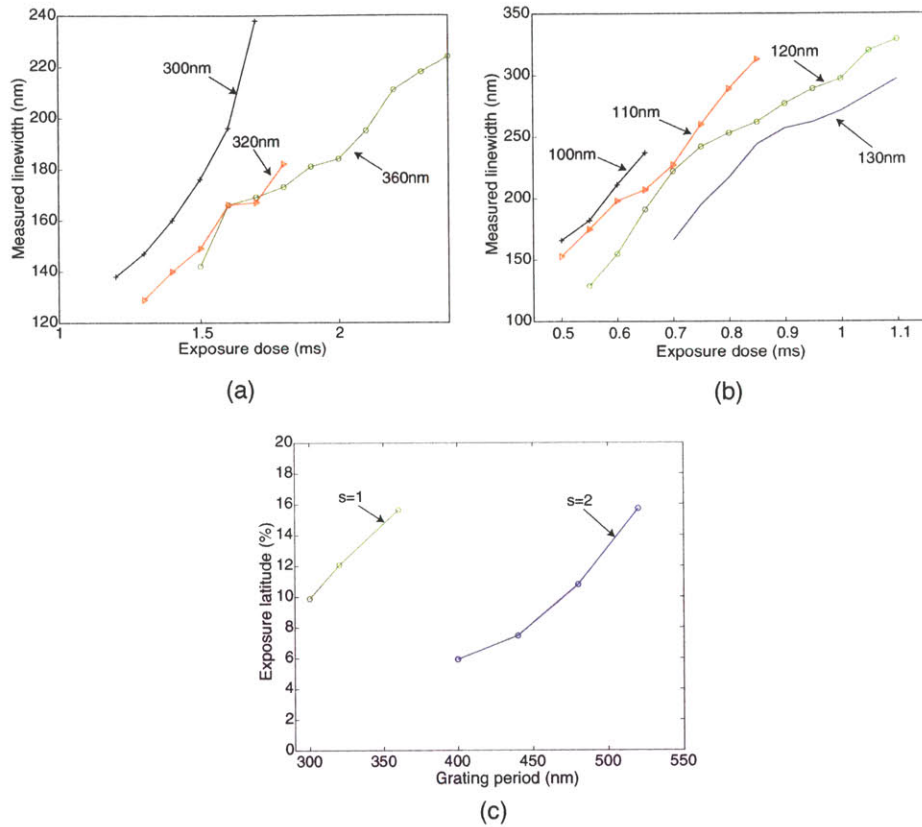 240
220
200
180
160
140
120
Measured linewidth (nm)
300nm
320nm
360nm
1
1.5
2
Exposure dose (ms)
(a)
350
300
250
200
150
100
Measured linewidth (nm)
120nm
110nm
100nm
130nm
0.5
0.6
0.7
0.8
0.9
1
1.1
Exposure dose (ms)
(b)
20
18
16
14
12
10
8
6
4
2
0
Exposure latitude (%)
s=1
s=2
300
350
400
450
500
550
Grating period (nm)
(c)